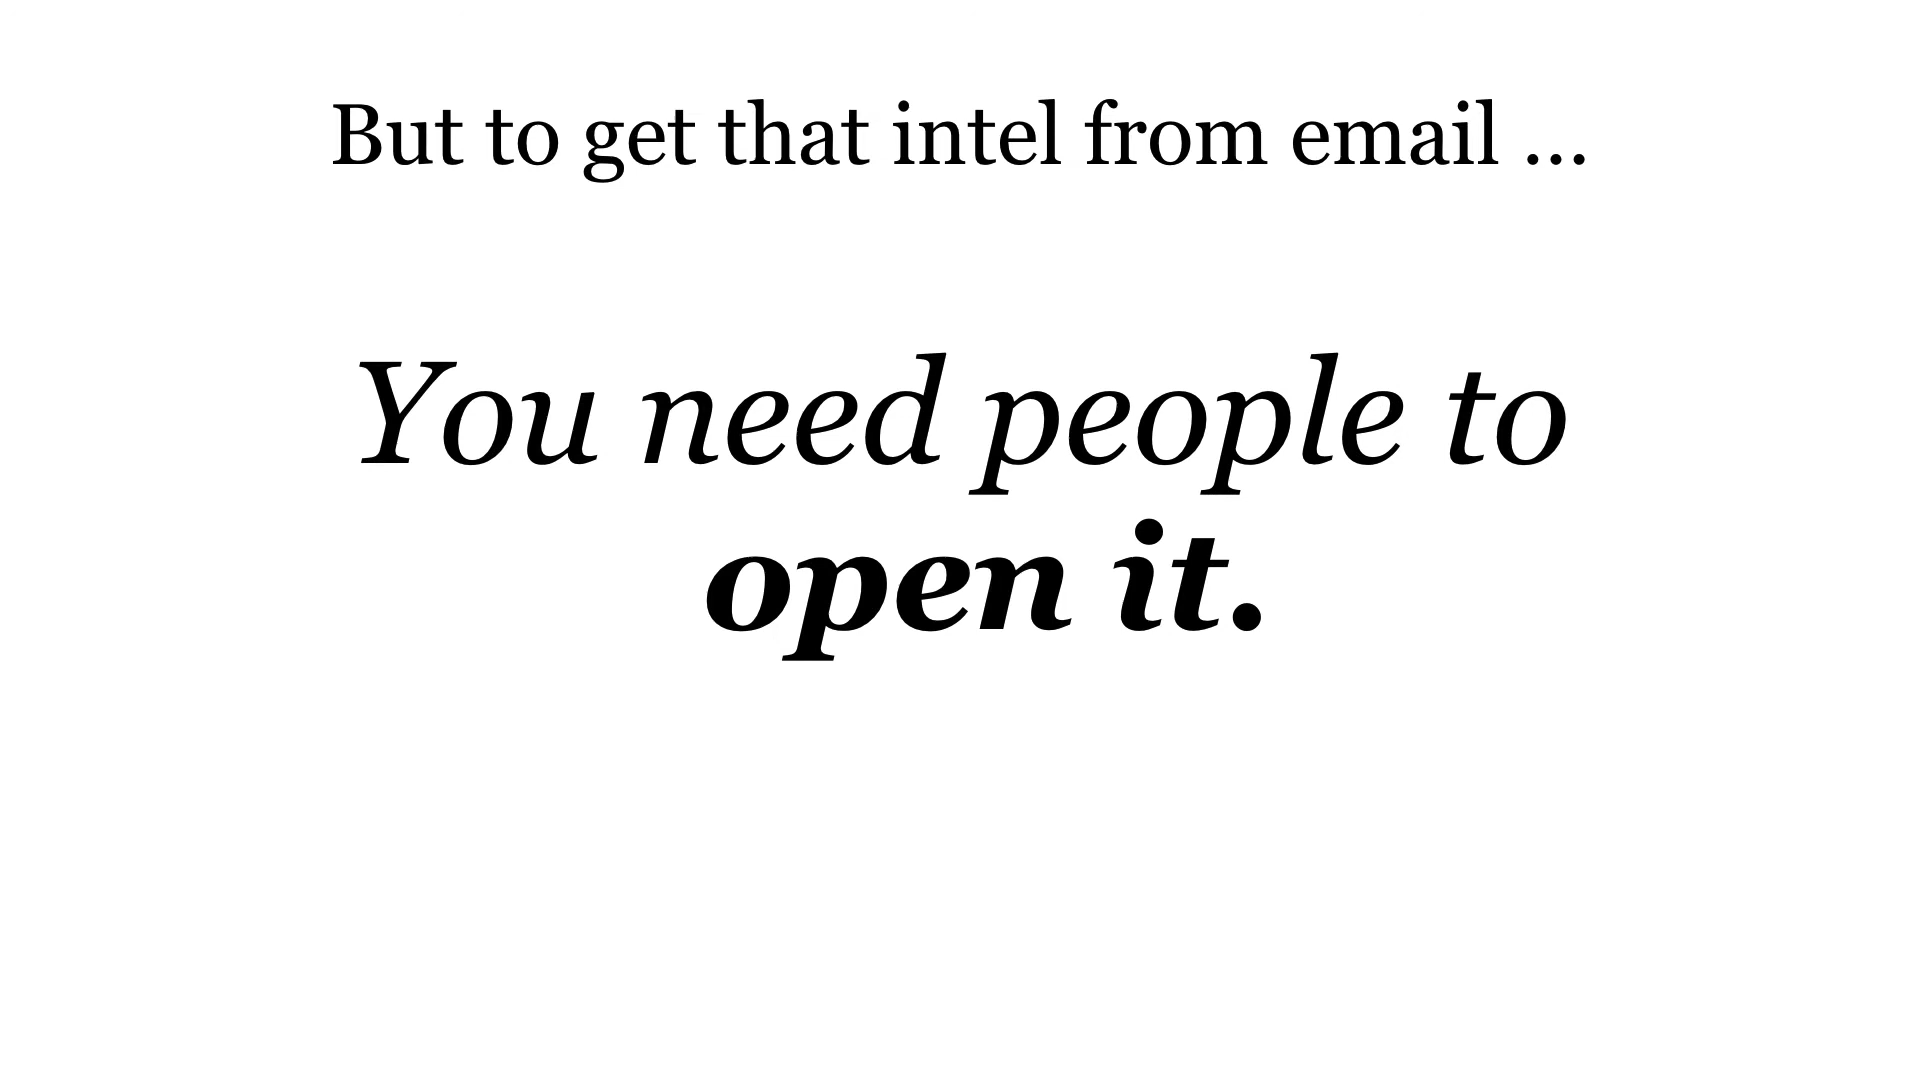 But to get that intel from email ...
You need people to
open it.